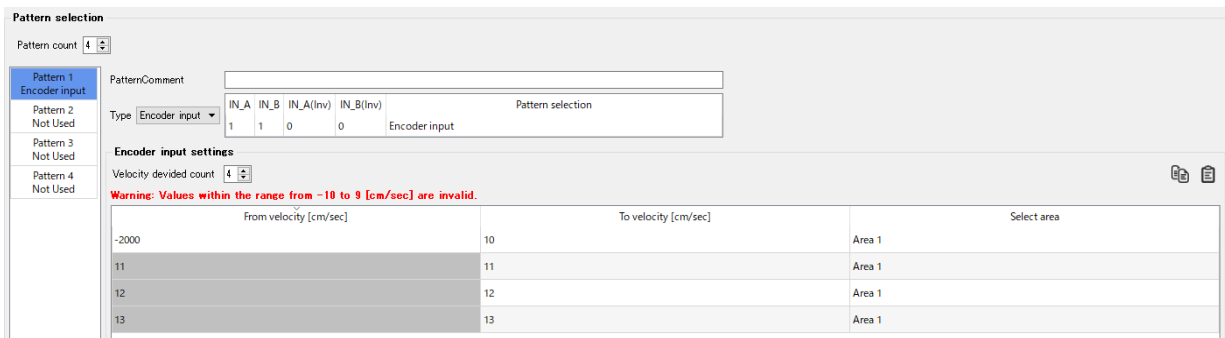 Pattern selection
Pattern count 4
Pattern 1
Encoder input
Pattern 2
Not Used
Pattern 3
Not Used
Pattern 4
Not Used
PatternComment
Type Encoder input
IN_A IN_B IN_A(Inv) IN_B(Inv) Pattern selection
1 1 0 0 Encoder input
Encoder input settings
Velocity devided count 4
Warning: Values within the range from -10 to 9 [cm/sec] are invalid.
From velocity [cm/sec] To velocity [cm/sec] Select area
-2000 10 Area 1
11 11 Area 1
12 12 Area 1
13 13 Area 1